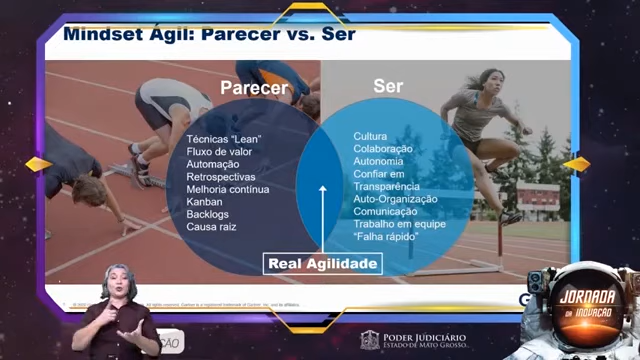 Mindset Ágil: Parecer vs. Ser
Parecer
Técnicas “Lean”
Fluxo de valor
Automação
Retrospectivas
Melhoria contínua
Kanban
Backlogs
Causa raiz
Ser
Cultura
Colaboração
Autonomia
Confiar em
Transparência
Auto-Organização
Comunicação
Trabalho em equipe
“Falha rápido”
Real Agilidade
JORNADA
DA INOVAÇÃO
PODER JUDICIÁRIO
ESTADO DE MATO GROSSO